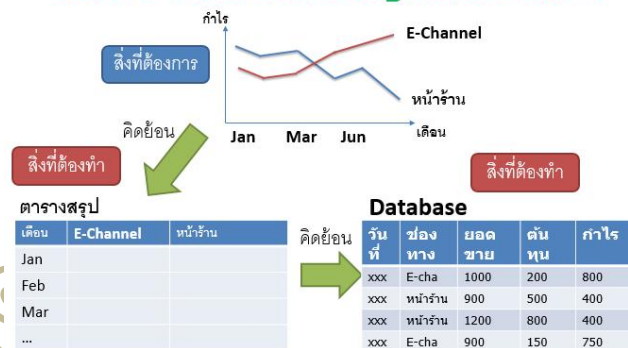 กำไร
E-Channel
สิ่งที่ต้องการ
หน้าร้าน
คิดย้อน
Jan Mar Jun เดือน
สิ่งที่ต้องทำ
สิ่งที่ต้องทำ
ตารางสรุป
Database
เดือน E-Channel หน้าร้าน
Jan
Feb
Mar
...
คิดย้อน
วันที่ ช่องทาง ยอดขาย ต้นทุน กำไร
xxx E-cha 1000 200 800
xxx หน้าร้าน 900 500 400
xxx หน้าร้าน 1200 800 400
xxx E-cha 900 150 750